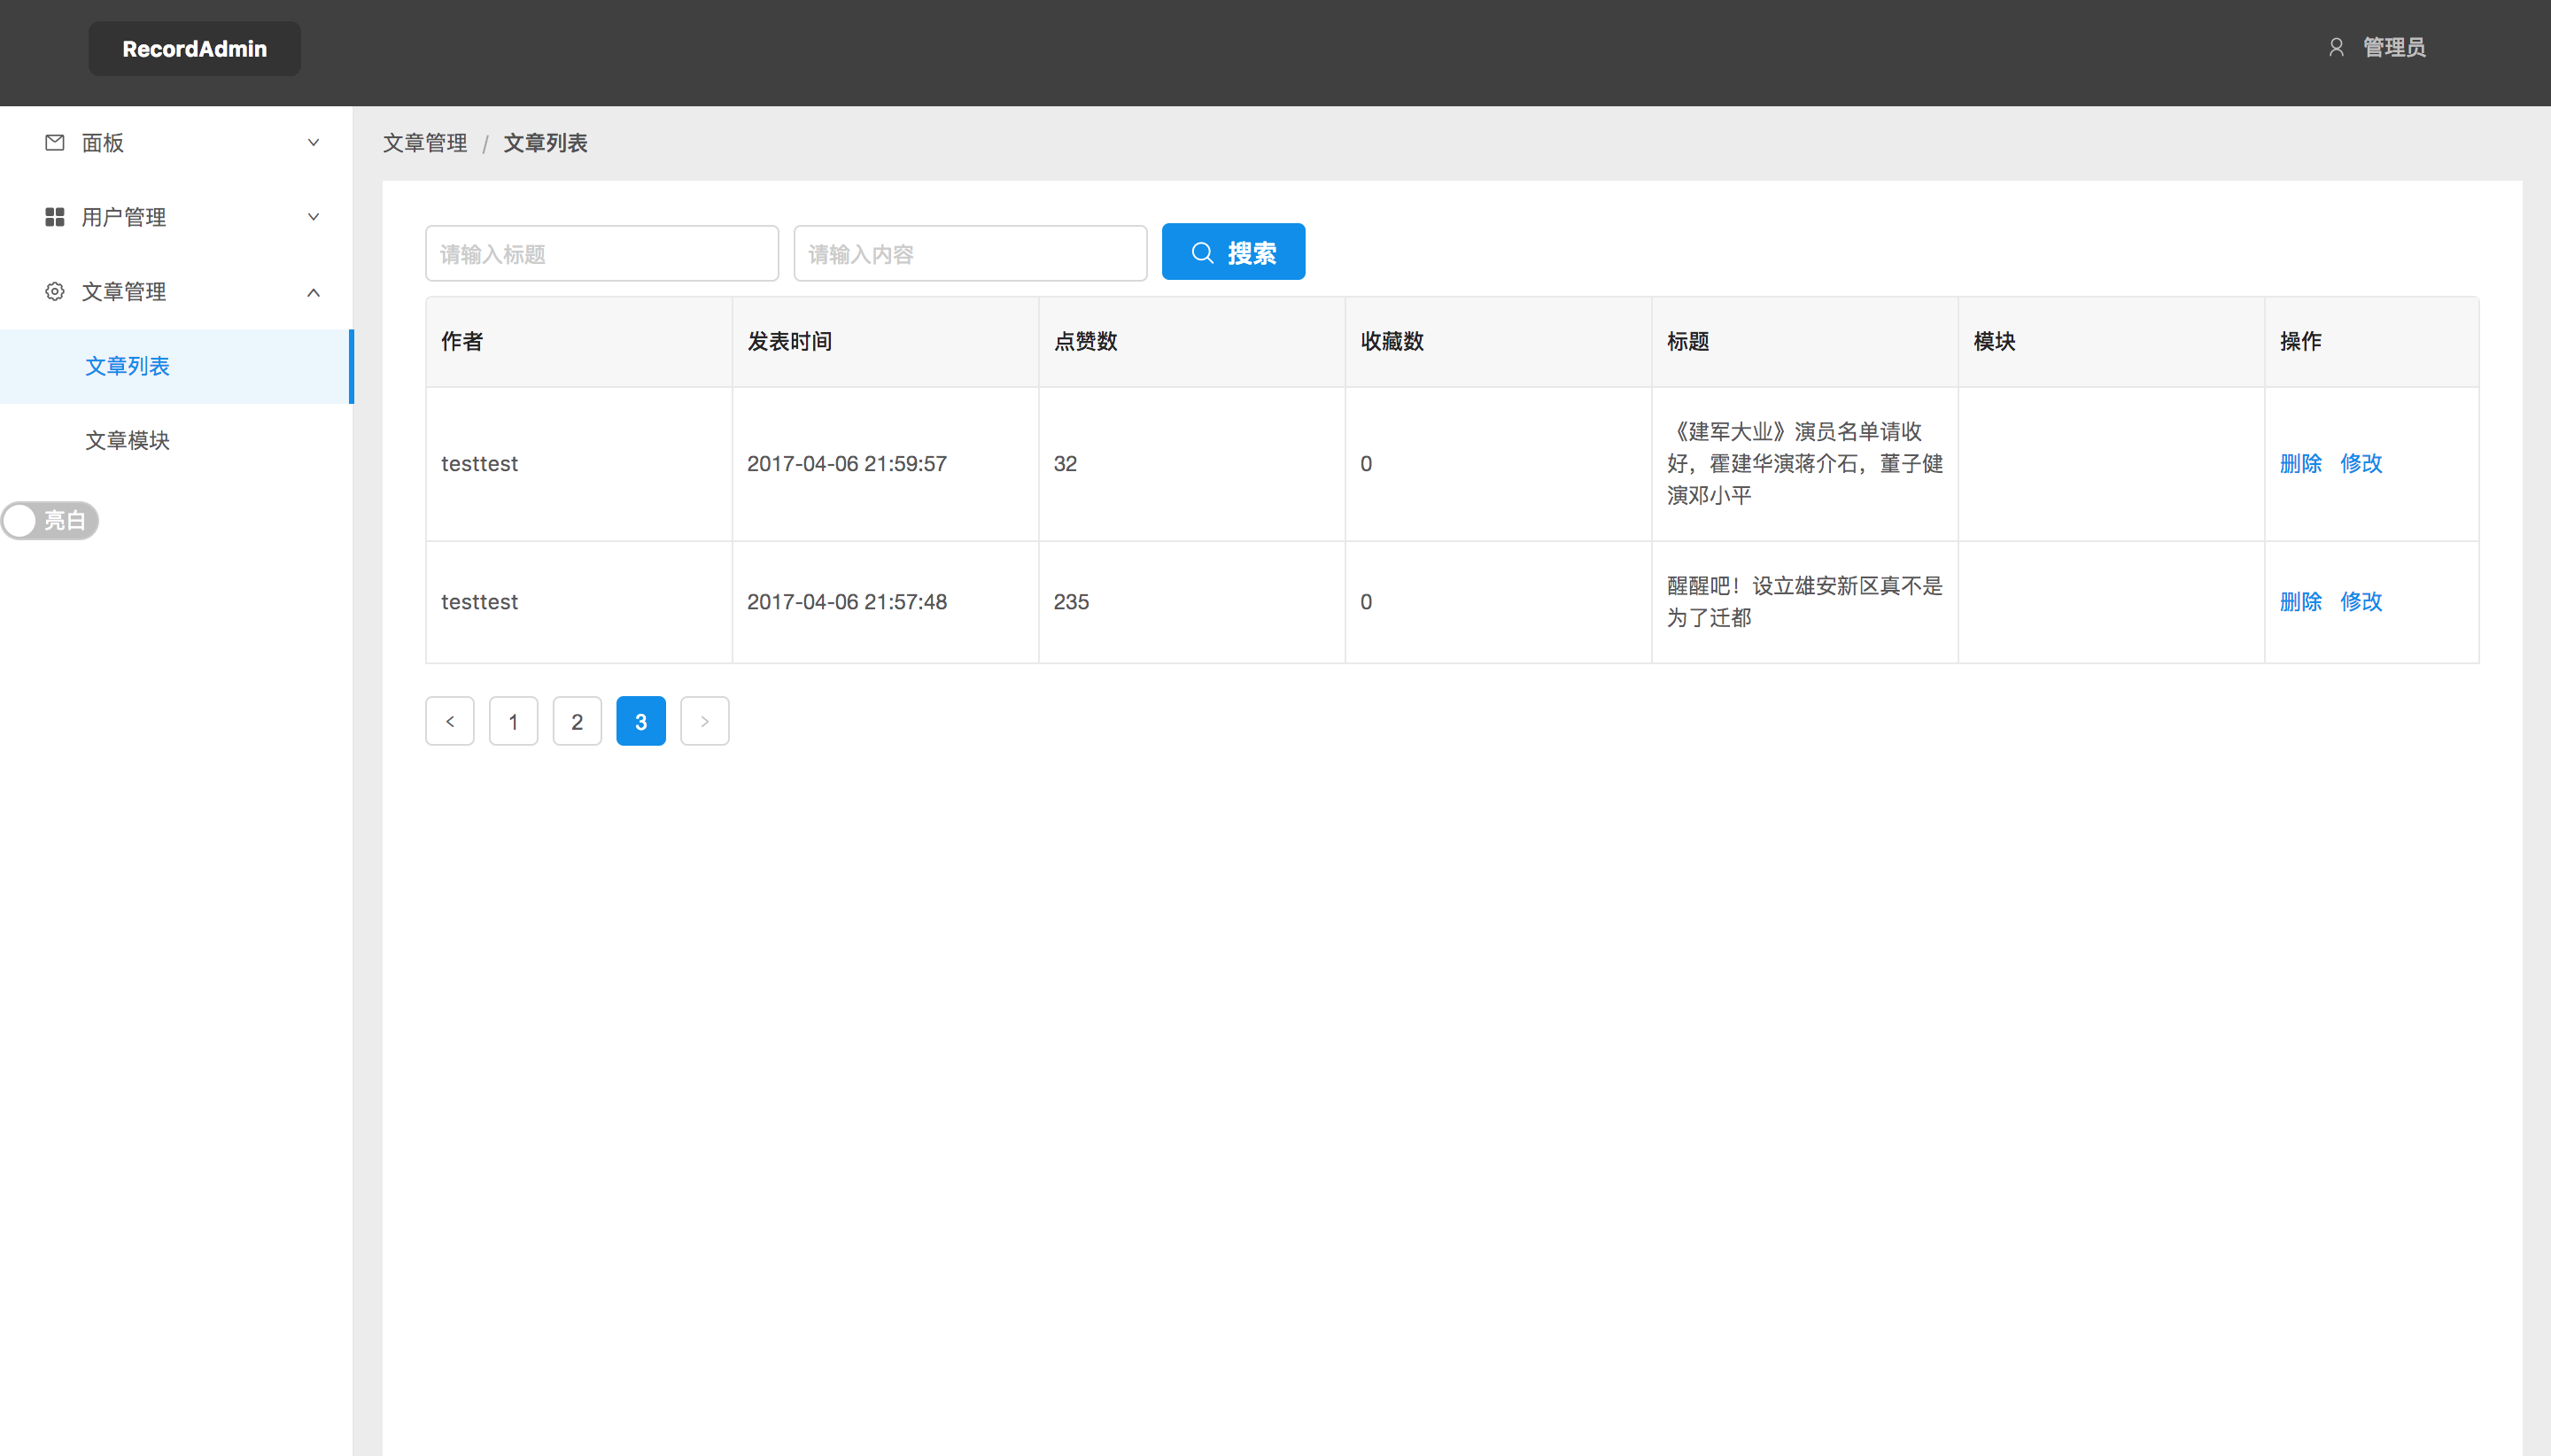 RecordAdmin
管理员
面板
用户管理
文章管理
文章列表
文章模块
亮白
文章管理 / 文章列表
请输入标题
请输入内容
搜索
作者 发表时间 点赞数 收藏数 标题 模块 操作
testtest 2017-04-06 21:59:57 32 0
《建军大业》演员名单请收
好，霍建华演蒋介石，董子健
演邓小平
删除 修改
testtest 2017-04-06 21:57:48 235 0
醒醒吧！设立雄安新区真不是
为了迁都
删除 修改
< 1 2 3 >